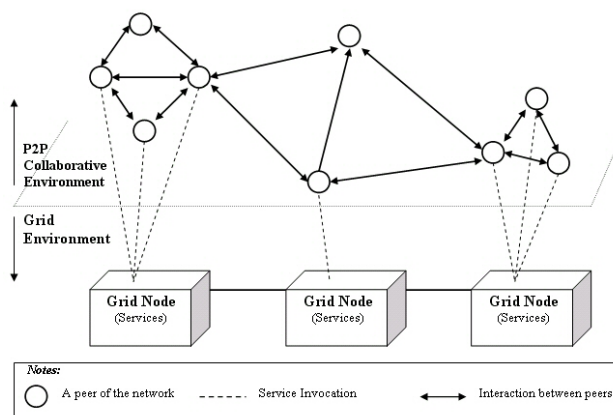 P2P
Collaborative
Environment
Grid
Environment
Grid Node
(Services)
Grid Node
(Services)
Grid Node
(Services)
Notes:
A peer of the network
Service Invocation
Interaction between peers